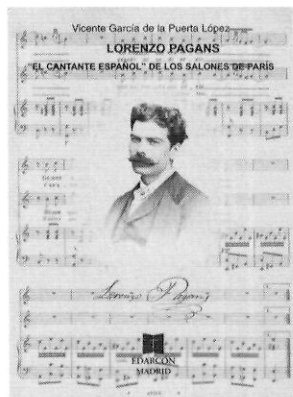 Vicente García de la Puerta López
LORENZO PAGANS
"EL CANTANTE ESPAÑOL" DE LOS SALONES DE PARÍS
Lorenzo Pagans
EDARCÓN
MADRID